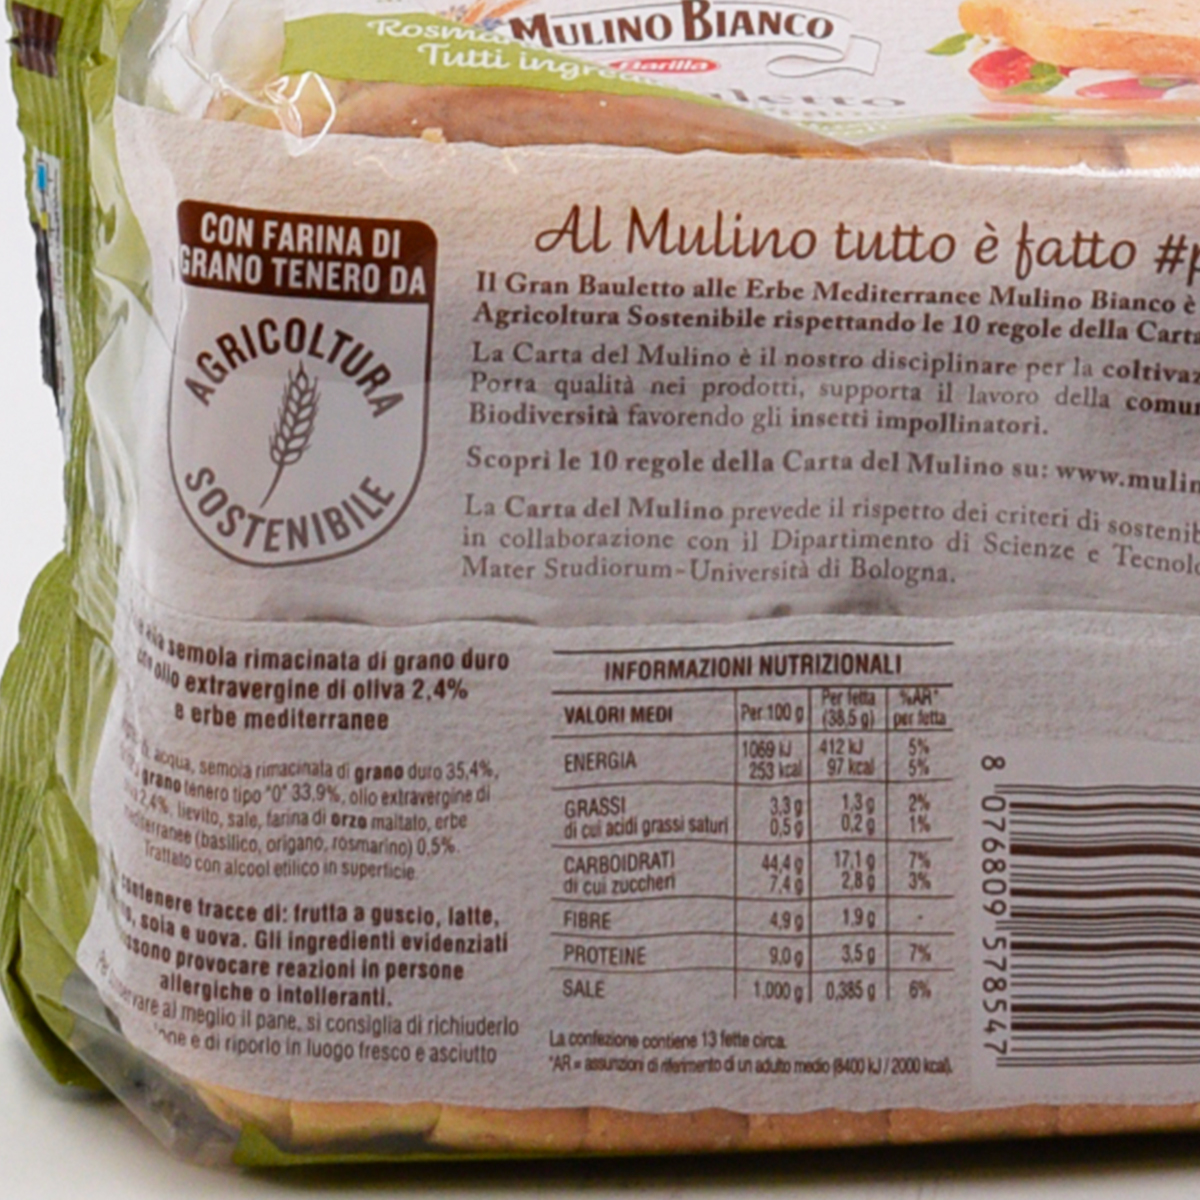 MULINO BIANCO
Tutti
Barilla
CON FARINA DI
GRANO TENERO DA
AGRICOLTURA
SOSTENIBILE
Al Mulino tutto è fatto
Il Gran Bauletto alle Erbe Mediterranee Mulino Bianco è
Agricoltura Sostenibile rispettando le 10 regole della Carta
La Carta del Mulino è il nostro disciplinare per la
Porta qualità nei prodotti, supporta il lavoro della
Biodiversità favorendo gli insetti impollinatori.
Scopri le 10 regole della Carta del Mulino su:
La Carta del Mulino prevede il rispetto dei criteri di
in collaborazione con il Dipartimento di Scienze e
Mater Studiorum-Università di Bologna.
semola rimacinata di grano duro
olio extravergine di oliva 2,4%
e erbe mediterranee
acqua, semola rimacinata di grano duro 35,4%,
grano tenero tipo "0" 33,9%, olio extravergine di
2,4%, lievito, sale, farina di orzo maltato, erbe
(basilico, origano, rosmarino) 0,5%.
Trattato con alcool etilico in superficie
tracce di: frutta a guscio, latte,
soia e uova. Gli ingredienti evidenziati
provocare reazioni in persone
allergiche o intolleranti.
al meglio il pane, si consiglia di richiuderlo
e di riporlo in luogo fresco e asciutto
INFORMAZIONI NUTRIZIONALI
VALORI MEDI Per 100 g Per fetta (38,5 g) %AR* per fetta
ENERGIA 1069 kJ 412 kJ 5%
253 kcal 97 kcal 5%
GRASSI 3,3 g 1,3 g 2%
di cui acidi grassi saturi 0,5 g 0,2 g 1%
CARBOIDRATI 44,4 g 17,1 g 7%
di cui zuccheri 7,4 g 2,8 g 3%
FIBRE 4,9 g 1,9 g -
PROTEINE 9,0 g 3,5 g 7%
SALE 1,000 g 0,385 g 6%
La confezione contiene 13 fette circa.
*AR = assunzioni di riferimento di un adulto medio (8400 kJ / 2000 kcal).
8 076809 578547